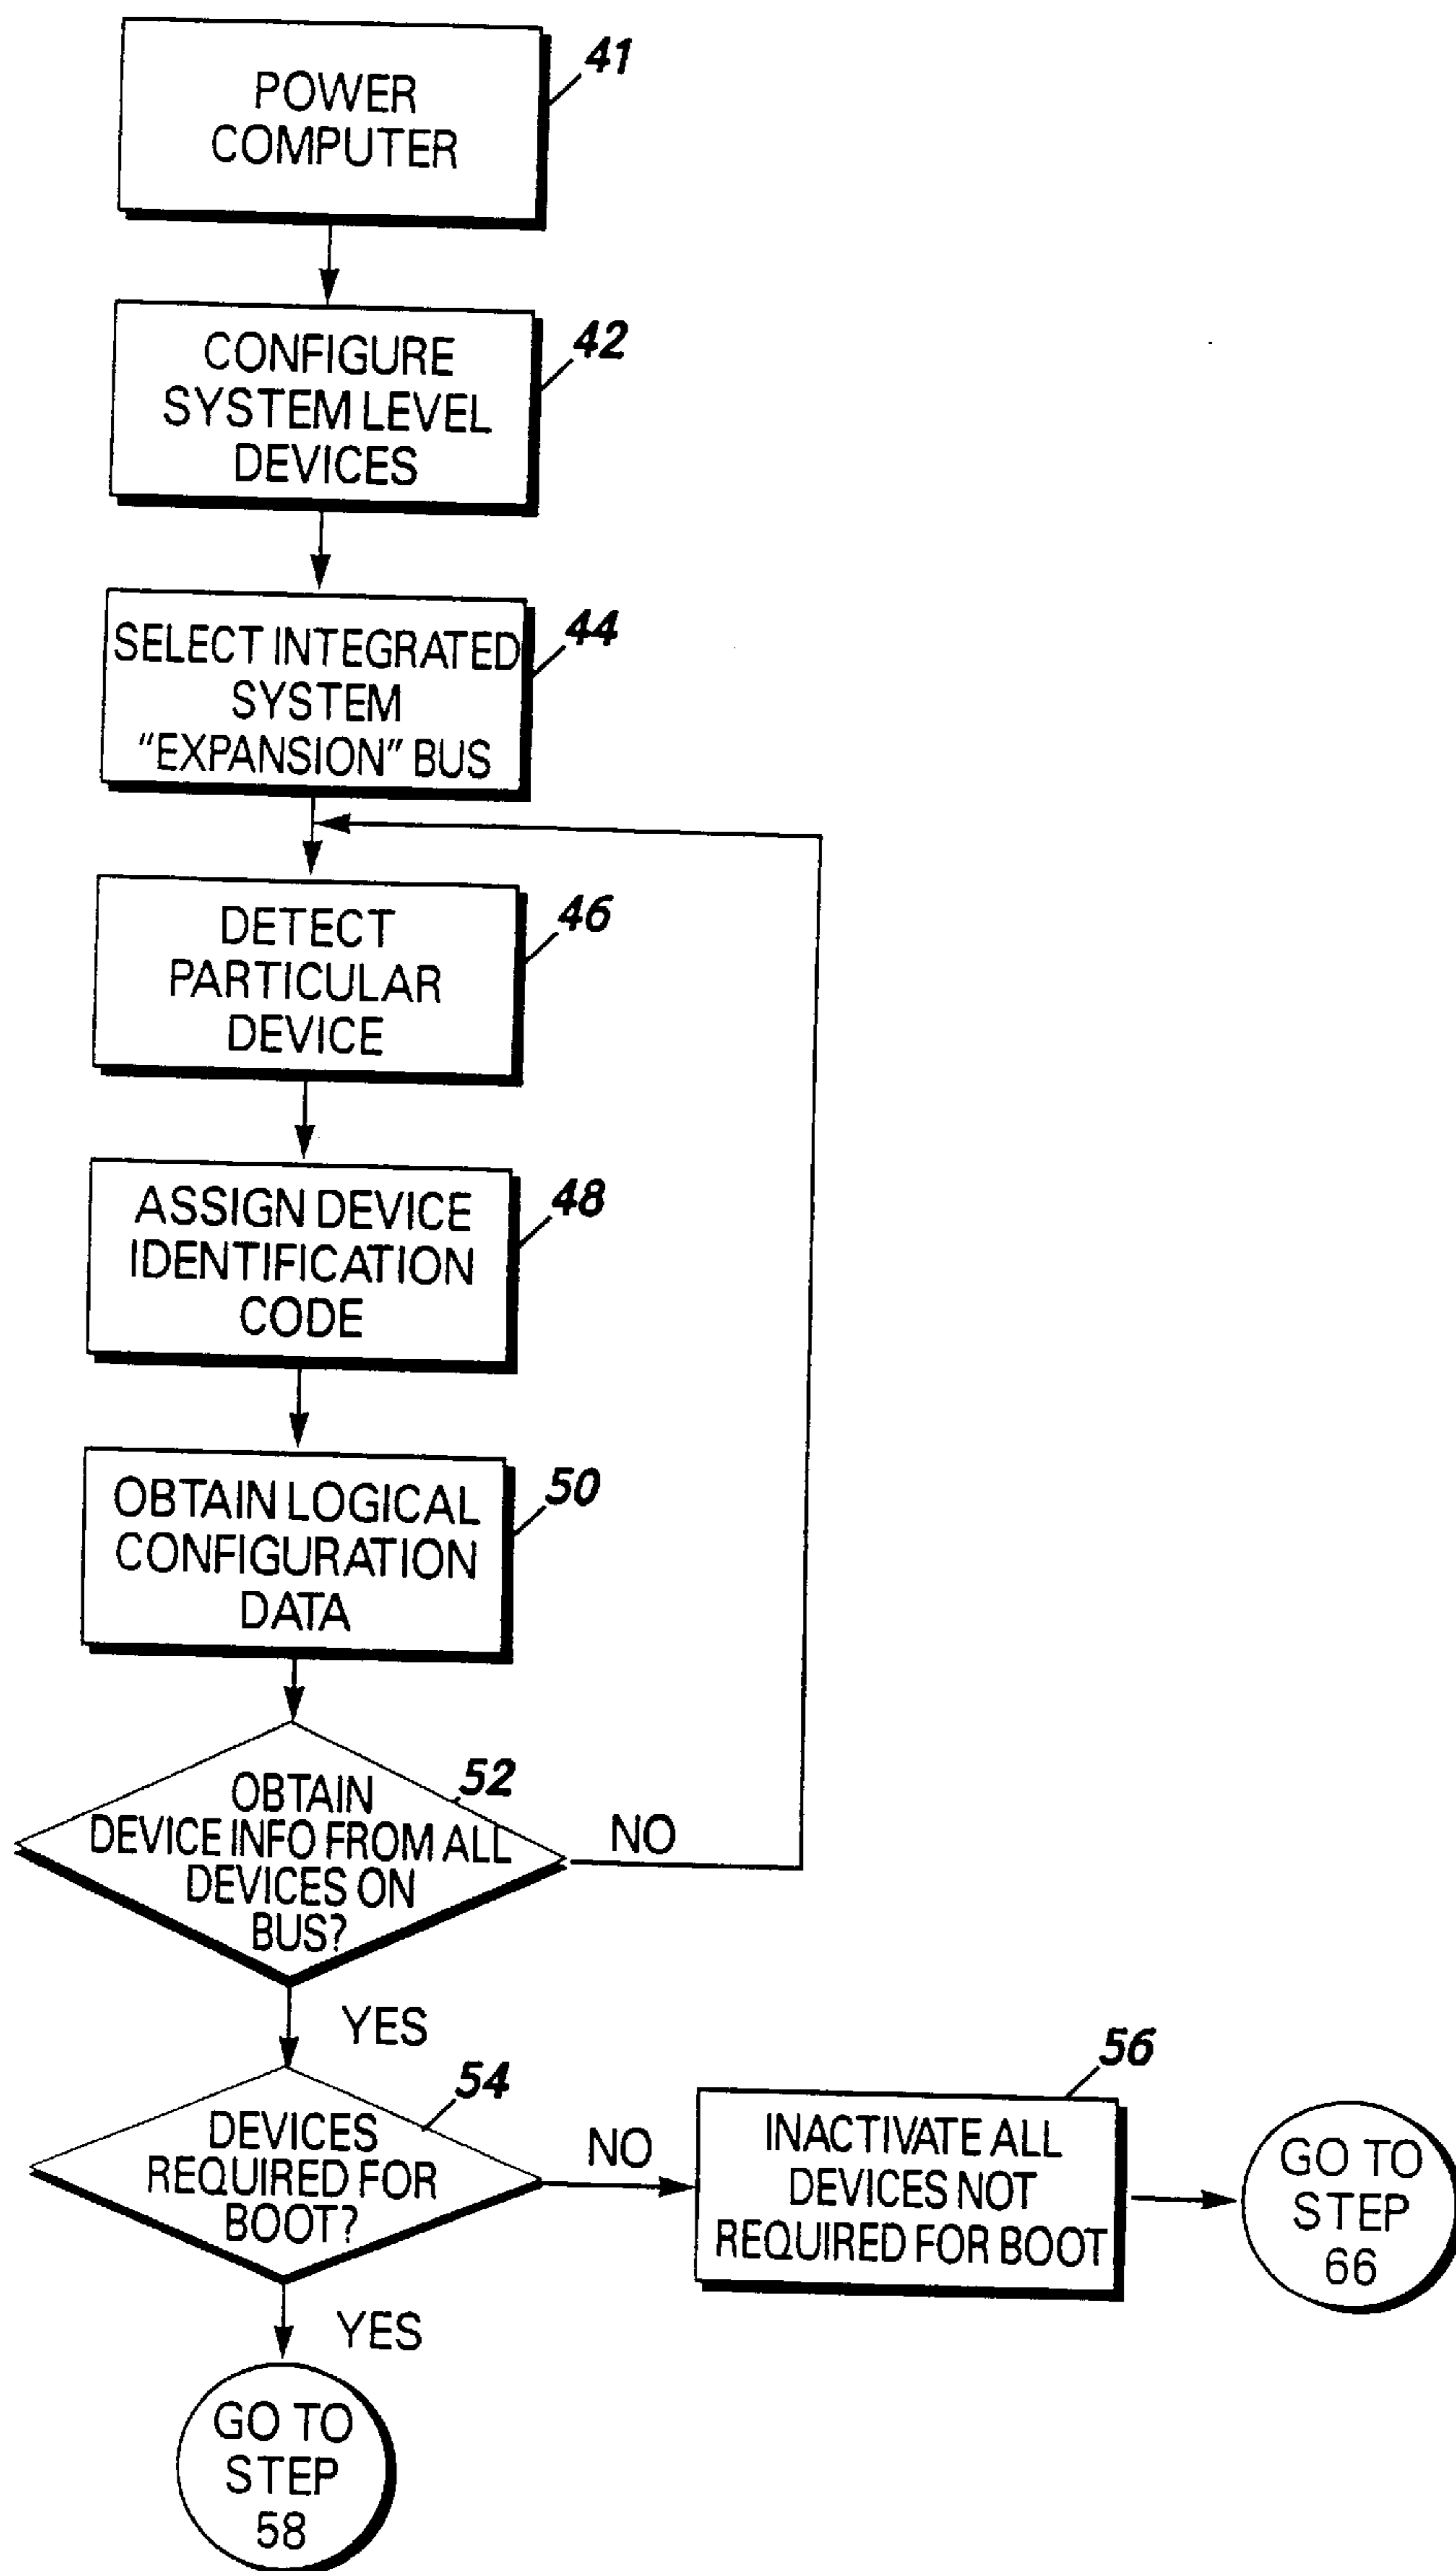 POWER
COMPUTER
41
CONFIGURE
SYSTEM LEVEL
DEVICES
42
SELECT INTEGRATED
SYSTEM
“EXPANSION” BUS
44
DETECT
PARTICULAR
DEVICE
46
ASSIGN DEVICE
IDENTIFICATION
CODE
48
OBTAIN LOGICAL
CONFIGURATION
DATA
50
OBTAIN
DEVICE INFO FROM ALL
DEVICES ON
BUS?
52
NO
YES
DEVICES
REQUIRED FOR
BOOT?
54
NO
INACTIVATE ALL
DEVICES NOT
REQUIRED FOR BOOT
56
GO TO
STEP
66
YES
GO TO
STEP
58